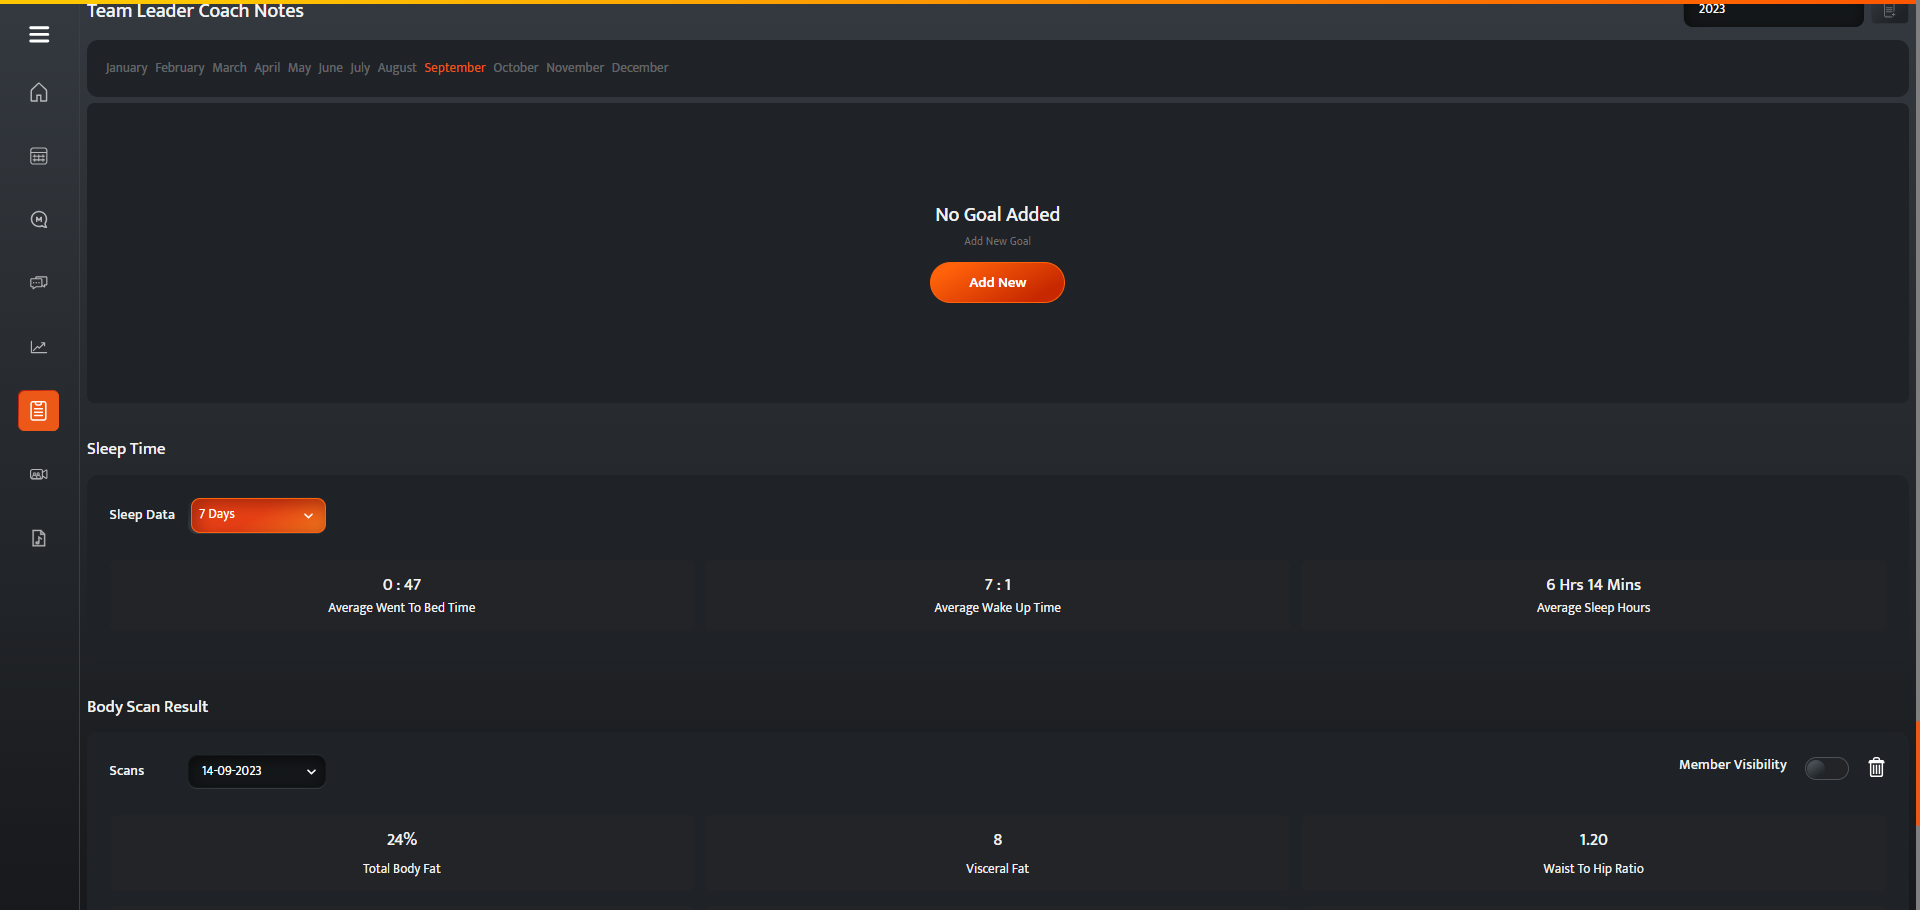 Team Leader Coach Notes
2023
January February March April May June July August September October November December
No Goal Added
Add New Goal
Add New
Sleep Time
Sleep Data 7 Days
0 : 47
Average Went To Bed Time
7 : 1
Average Wake Up Time
6 Hrs 14 Mins
Average Sleep Hours
Body Scan Result
Scans 14-09-2023
Member Visibility
24%
Total Body Fat
8
Visceral Fat
1.20
Waist To Hip Ratio